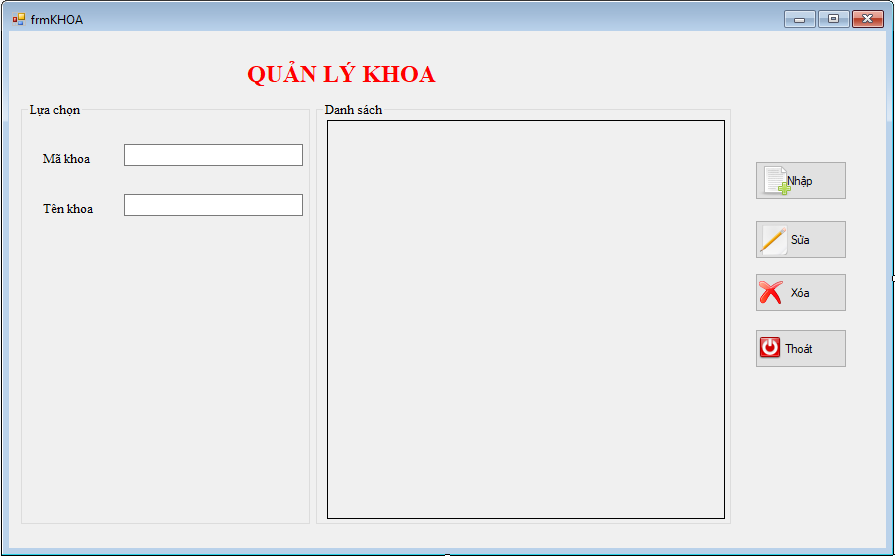 frmKHOA
QUẢN LÝ KHOA
Lựa chọn
Danh sách
Mã khoa
Tên khoa
Nhập
Sửa
Xóa
Thoát